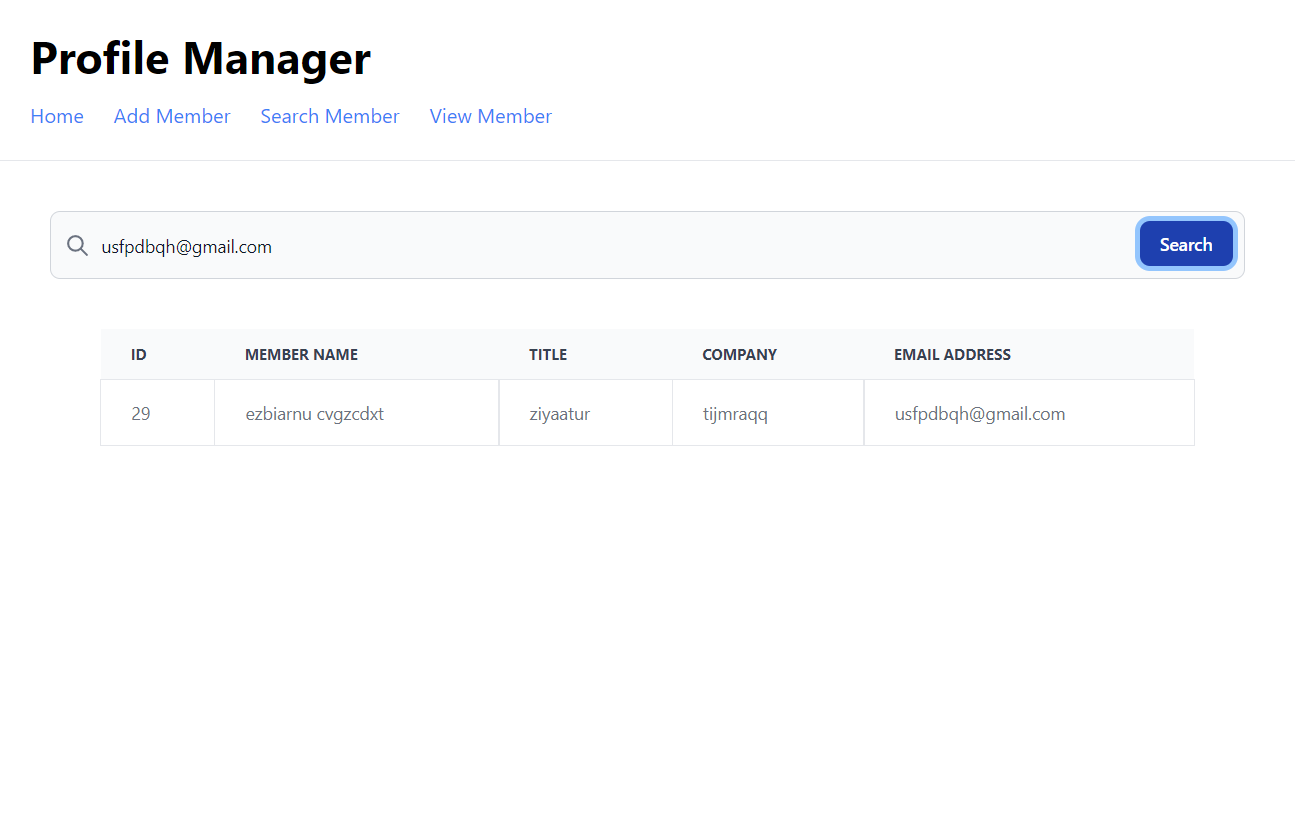 Profile Manager
Home Add Member Search Member View Member
usfpdbqh@gmail.com Search
ID MEMBER NAME TITLE COMPANY EMAIL ADDRESS
29 ezbiarnu cvgzcdxt ziyaatur tijmraqq usfpdbqh@gmail.com